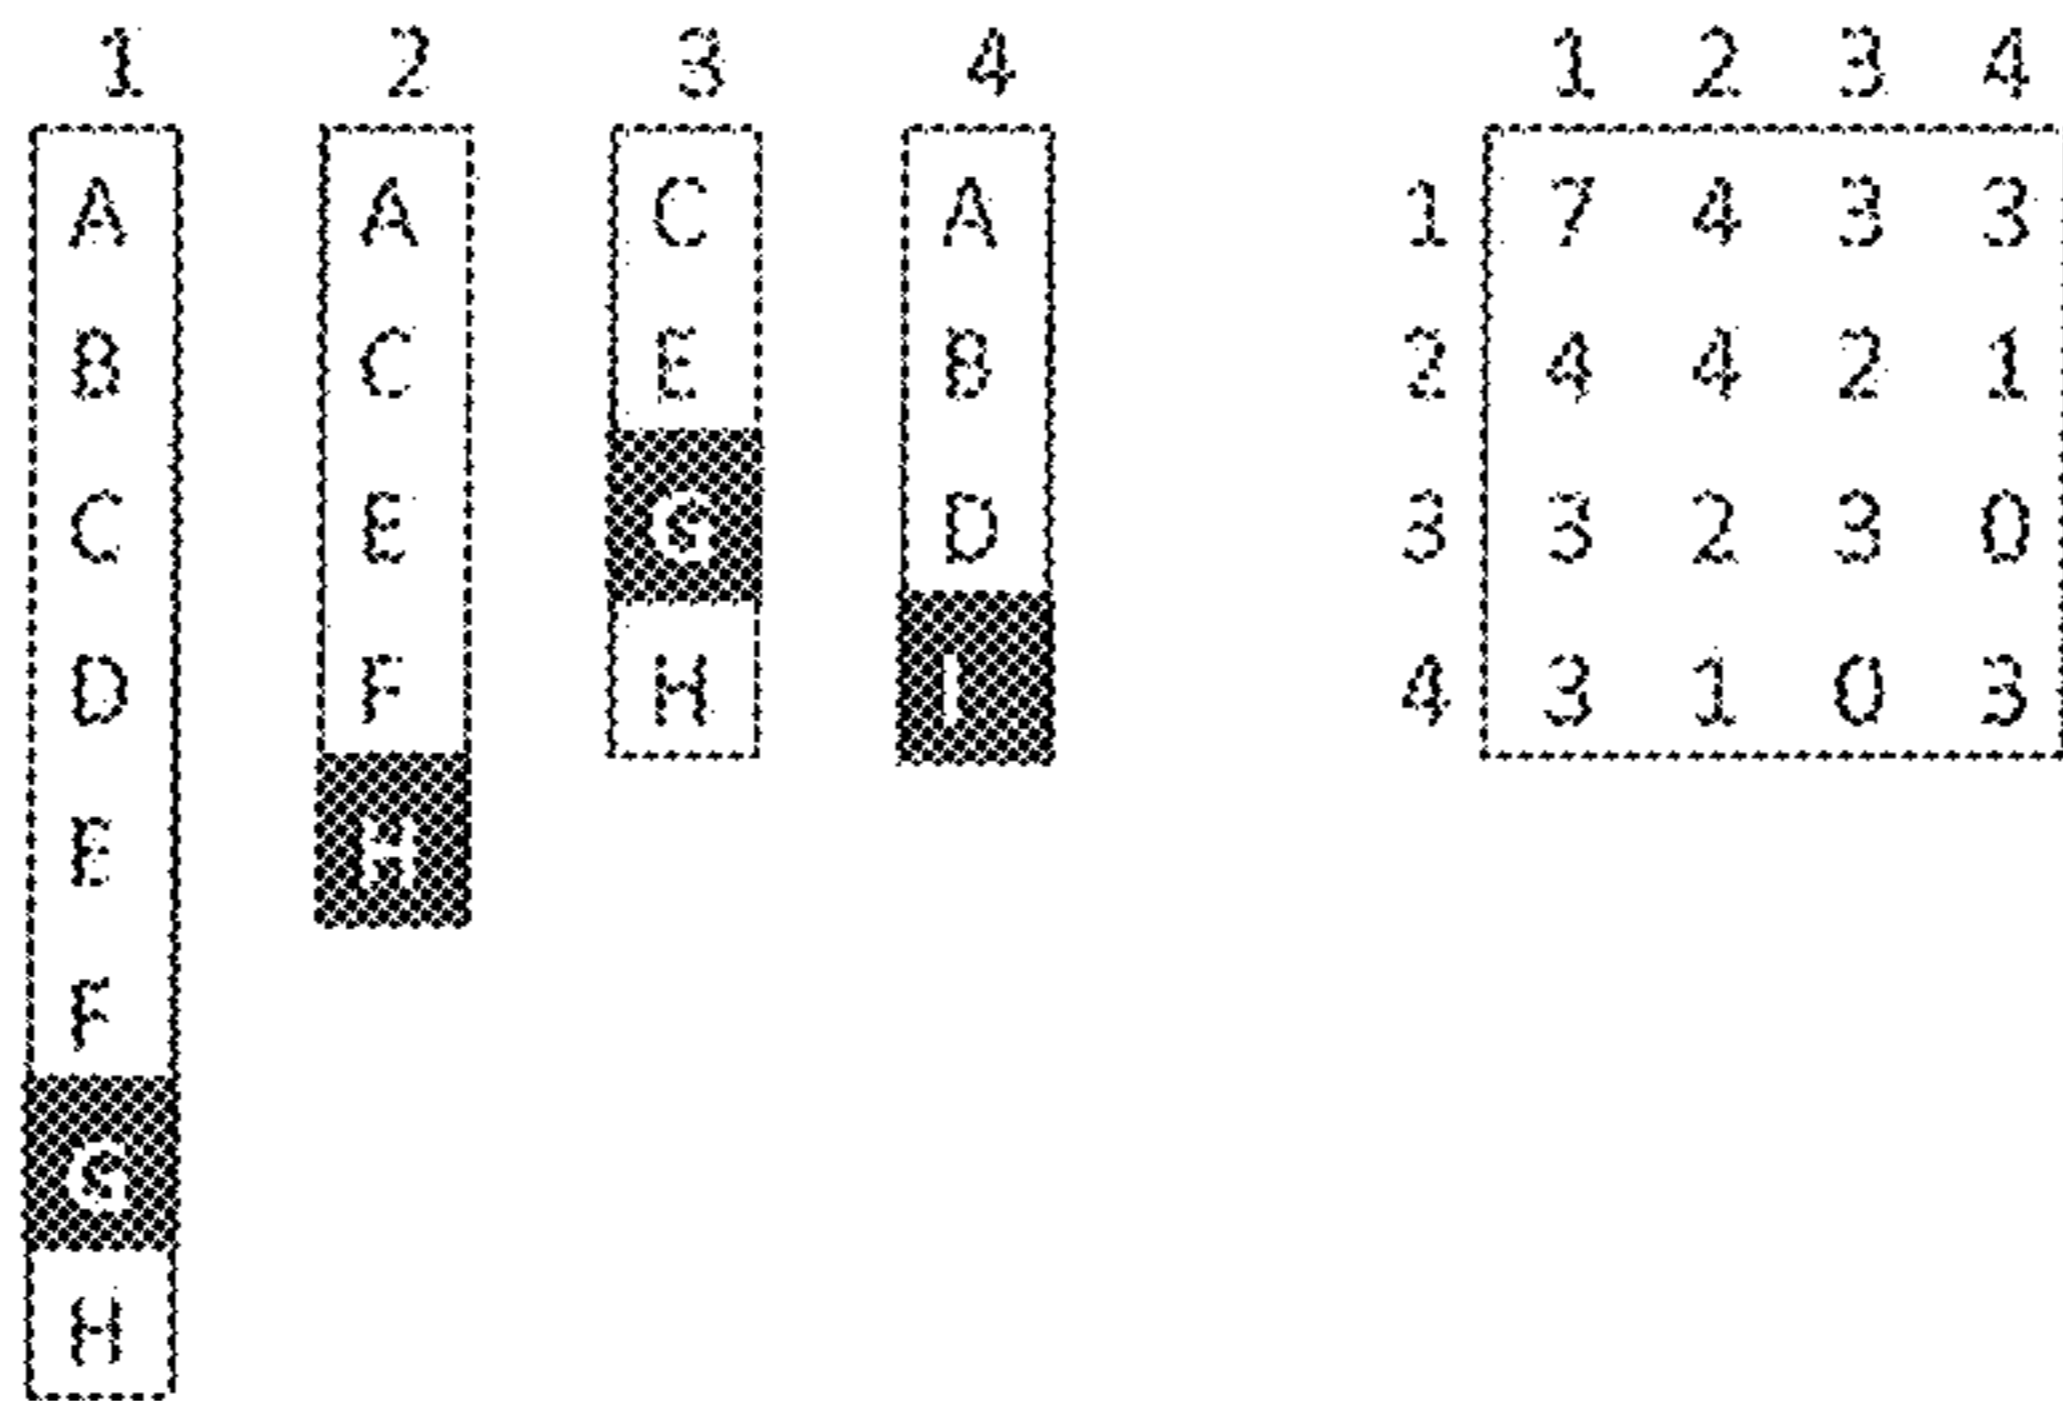 1 2 3 4 1 2 3 4
A A C A 1 7 4 3 3
B C E B 2 4 4 2 1
C E G D 3 3 2 3 0
D F H I 4 3 1 0 3
E H
F
G
H